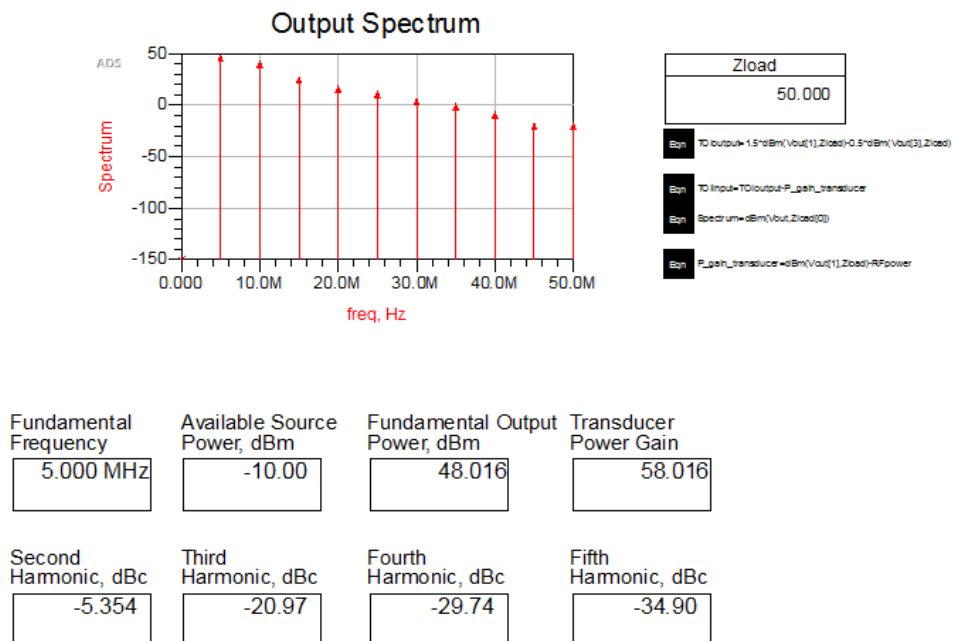 Output Spectrum
ADS
Spectrum
50
0
-50
-100
-150
0.000 10.0M 20.0M 30.0M 40.0M 50.0M
freq, Hz
Zload
50.000
Eqn TOIoutput=1.5*dBm(Vout[1],Zload)-0.5*dBm(Vout[3],Zload)
Eqn TOIinput=TOIoutput-P_gain_transducer
Eqn Spectrum=dBm(Vout,Zload[0])
Eqn P_gain_transducer=dBm(Vout[1],Zload)-RFpower
Fundamental
Frequency
5.000 MHz
Available Source
Power, dBm
-10.00
Fundamental Output
Power, dBm
48.016
Transducer
Power Gain
58.016
Second
Harmonic, dBc
-5.354
Third
Harmonic, dBc
-20.97
Fourth
Harmonic, dBc
-29.74
Fifth
Harmonic, dBc
-34.90